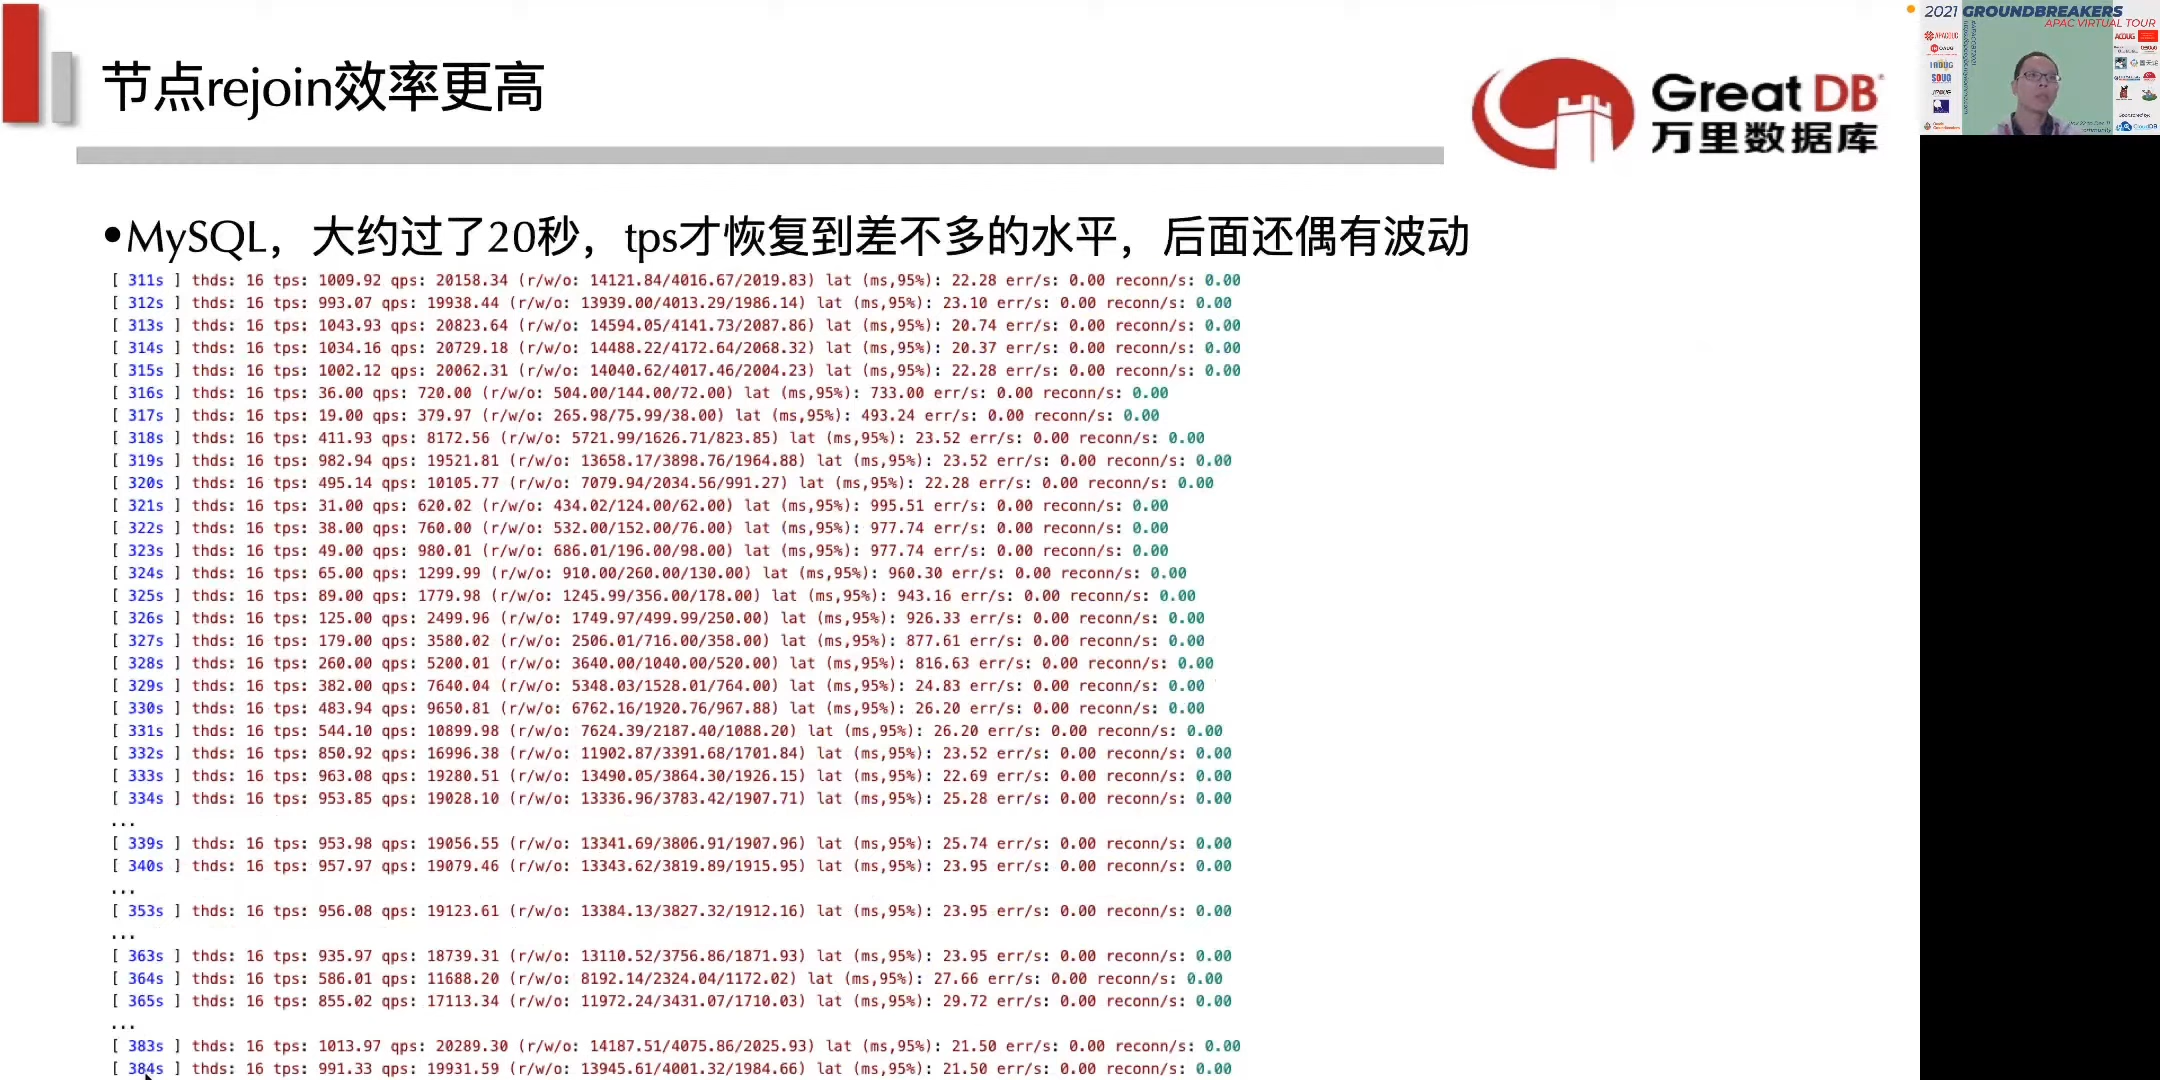 节点rejoin效率更高
Great DB
万里数据库
2021 GROUNDBREAKERS
APAC VIRTUAL TOUR
•MySQL，大约过了20秒，tps才恢复到差不多的水平，后面还偶有波动
[ 311s ] thds: 16 tps: 1009.92 qps: 20158.34 (r/w/o: 14121.84/4016.67/2019.83) lat (ms,95%): 22.28 err/s: 0.00 reconn/s: 0.00
[ 312s ] thds: 16 tps: 993.07 qps: 19938.44 (r/w/o: 13939.00/4013.29/1986.14) lat (ms,95%): 23.10 err/s: 0.00 reconn/s: 0.00
[ 313s ] thds: 16 tps: 1043.93 qps: 20823.64 (r/w/o: 14594.05/4141.73/2087.86) lat (ms,95%): 20.74 err/s: 0.00 reconn/s: 0.00
[ 314s ] thds: 16 tps: 1034.16 qps: 20729.18 (r/w/o: 14488.22/4172.64/2068.32) lat (ms,95%): 20.37 err/s: 0.00 reconn/s: 0.00
[ 315s ] thds: 16 tps: 1002.12 qps: 20062.31 (r/w/o: 14040.62/4017.46/2004.23) lat (ms,95%): 22.28 err/s: 0.00 reconn/s: 0.00
[ 316s ] thds: 16 tps: 36.00 qps: 720.00 (r/w/o: 504.00/144.00/72.00) lat (ms,95%): 733.00 err/s: 0.00 reconn/s: 0.00
[ 317s ] thds: 16 tps: 19.00 qps: 379.97 (r/w/o: 265.98/75.99/38.00) lat (ms,95%): 493.24 err/s: 0.00 reconn/s: 0.00
[ 318s ] thds: 16 tps: 411.93 qps: 8172.56 (r/w/o: 5721.99/1626.71/823.85) lat (ms,95%): 23.52 err/s: 0.00 reconn/s: 0.00
[ 319s ] thds: 16 tps: 982.94 qps: 19521.81 (r/w/o: 13658.17/3898.76/1964.88) lat (ms,95%): 23.52 err/s: 0.00 reconn/s: 0.00
[ 320s ] thds: 16 tps: 495.14 qps: 10105.77 (r/w/o: 7079.94/2034.56/991.27) lat (ms,95%): 22.28 err/s: 0.00 reconn/s: 0.00
[ 321s ] thds: 16 tps: 31.00 qps: 620.02 (r/w/o: 434.02/124.00/62.00) lat (ms,95%): 995.51 err/s: 0.00 reconn/s: 0.00
[ 322s ] thds: 16 tps: 38.00 qps: 760.00 (r/w/o: 532.00/152.00/76.00) lat (ms,95%): 977.74 err/s: 0.00 reconn/s: 0.00
[ 323s ] thds: 16 tps: 49.00 qps: 980.01 (r/w/o: 686.01/196.00/98.00) lat (ms,95%): 977.74 err/s: 0.00 reconn/s: 0.00
[ 324s ] thds: 16 tps: 65.00 qps: 1299.99 (r/w/o: 910.00/260.00/130.00) lat (ms,95%): 960.30 err/s: 0.00 reconn/s: 0.00
[ 325s ] thds: 16 tps: 89.00 qps: 1779.98 (r/w/o: 1245.99/356.00/178.00) lat (ms,95%): 943.16 err/s: 0.00 reconn/s: 0.00
[ 326s ] thds: 16 tps: 125.00 qps: 2499.96 (r/w/o: 1749.97/499.99/250.00) lat (ms,95%): 926.33 err/s: 0.00 reconn/s: 0.00
[ 327s ] thds: 16 tps: 179.00 qps: 3580.02 (r/w/o: 2506.01/716.00/358.00) lat (ms,95%): 877.61 err/s: 0.00 reconn/s: 0.00
[ 328s ] thds: 16 tps: 260.00 qps: 5200.01 (r/w/o: 3640.00/1040.00/520.00) lat (ms,95%): 816.63 err/s: 0.00 reconn/s: 0.00
[ 329s ] thds: 16 tps: 382.00 qps: 7640.04 (r/w/o: 5348.03/1528.01/764.00) lat (ms,95%): 24.83 err/s: 0.00 reconn/s: 0.00
[ 330s ] thds: 16 tps: 483.94 qps: 9650.81 (r/w/o: 6762.16/1920.76/967.88) lat (ms,95%): 26.20 err/s: 0.00 reconn/s: 0.00
[ 331s ] thds: 16 tps: 544.10 qps: 10899.98 (r/w/o: 7624.39/2187.40/1088.20) lat (ms,95%): 26.20 err/s: 0.00 reconn/s: 0.00
[ 332s ] thds: 16 tps: 850.92 qps: 16996.38 (r/w/o: 11902.87/3391.68/1701.84) lat (ms,95%): 23.52 err/s: 0.00 reconn/s: 0.00
[ 333s ] thds: 16 tps: 963.08 qps: 19280.51 (r/w/o: 13490.05/3864.30/1926.15) lat (ms,95%): 22.69 err/s: 0.00 reconn/s: 0.00
[ 334s ] thds: 16 tps: 953.85 qps: 19028.10 (r/w/o: 13336.96/3783.42/1907.71) lat (ms,95%): 25.28 err/s: 0.00 reconn/s: 0.00
...
[ 339s ] thds: 16 tps: 953.98 qps: 19056.55 (r/w/o: 13341.69/3806.91/1907.96) lat (ms,95%): 25.74 err/s: 0.00 reconn/s: 0.00
[ 340s ] thds: 16 tps: 957.97 qps: 19079.46 (r/w/o: 13343.62/3819.89/1915.95) lat (ms,95%): 23.95 err/s: 0.00 reconn/s: 0.00
...
[ 353s ] thds: 16 tps: 956.08 qps: 19123.61 (r/w/o: 13384.13/3827.32/1912.16) lat (ms,95%): 23.95 err/s: 0.00 reconn/s: 0.00
...
[ 363s ] thds: 16 tps: 935.97 qps: 18739.31 (r/w/o: 13110.52/3756.86/1871.93) lat (ms,95%): 23.95 err/s: 0.00 reconn/s: 0.00
[ 364s ] thds: 16 tps: 586.01 qps: 11688.20 (r/w/o: 8192.14/2324.04/1172.02) lat (ms,95%): 27.66 err/s: 0.00 reconn/s: 0.00
[ 365s ] thds: 16 tps: 855.02 qps: 17113.34 (r/w/o: 11972.24/3431.07/1710.03) lat (ms,95%): 29.72 err/s: 0.00 reconn/s: 0.00
...
[ 383s ] thds: 16 tps: 1013.97 qps: 20289.30 (r/w/o: 14187.51/4075.86/2025.93) lat (ms,95%): 21.50 err/s: 0.00 reconn/s: 0.00
[ 384s ] thds: 16 tps: 991.33 qps: 19931.59 (r/w/o: 13945.61/4001.32/1984.66) lat (ms,95%): 21.50 err/s: 0.00 reconn/s: 0.00